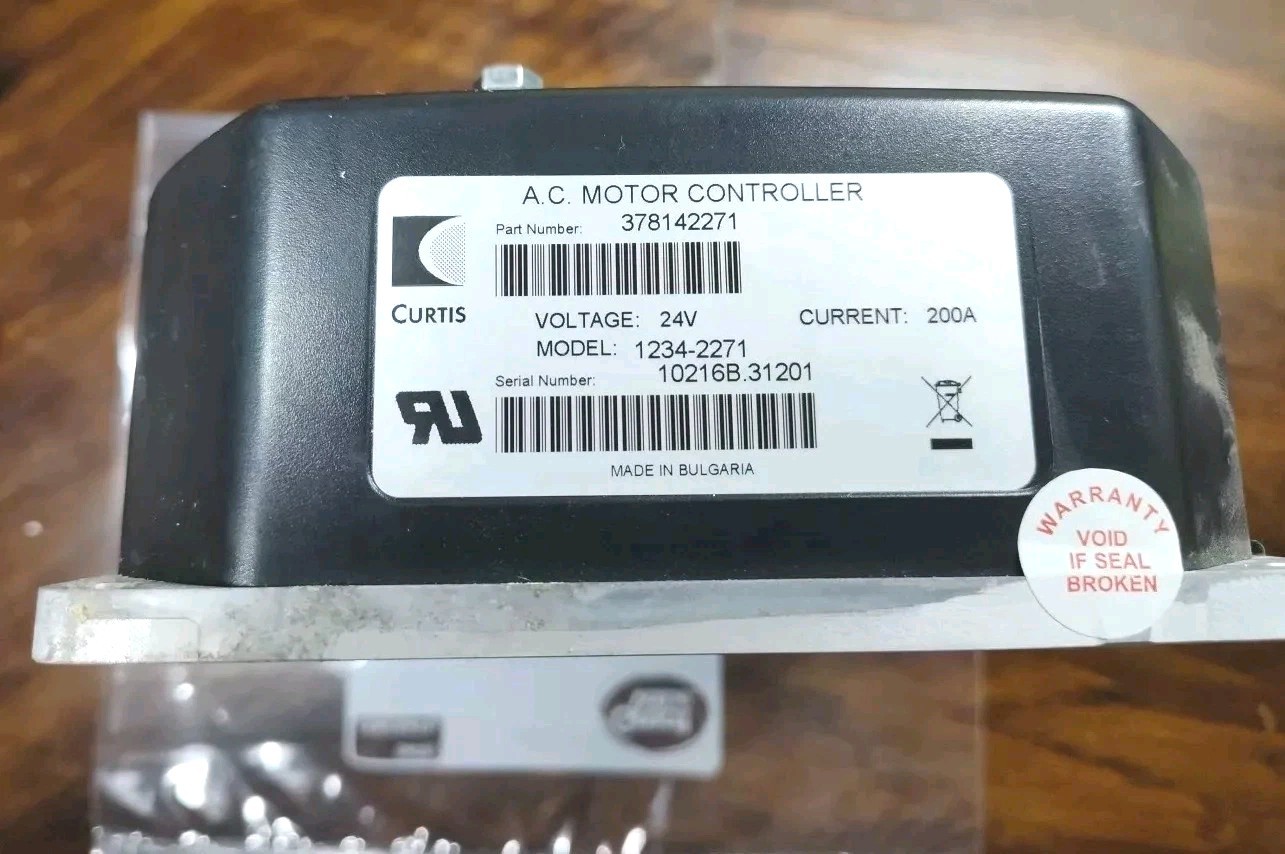 A.C. MOTOR CONTROLLER
Part Number: 378142271
CURTIS
VOLTAGE: 24V CURRENT: 200A
MODEL: 1234-2271
Serial Number: 10216B.31201
MADE IN BULGARIA
WARRANTY
VOID
IF SEAL
BROKEN